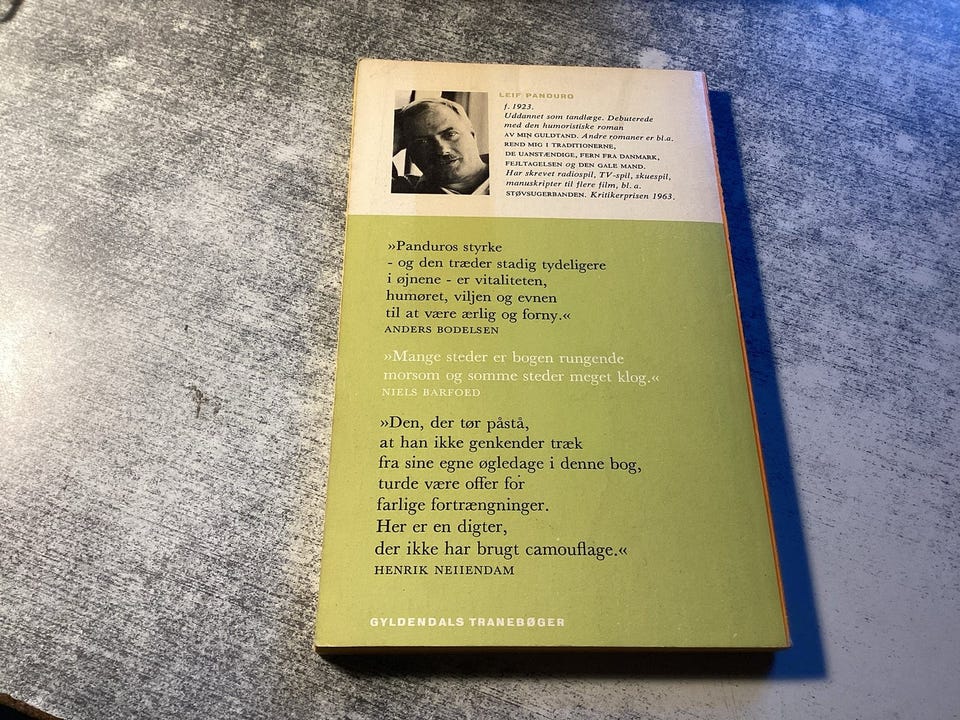 LEIF PANDURO
f. 1923.
Uddannet som tandlæge. Debuterede
med den humoristiske roman
AV MIN GULDTAND. Andre romaner er bl.a.
REND MIG I TRADITIONERNE,
DE UANSTÆNDIGE, FERN FRA DANMARK,
FEJLTAGELSEN og DEN GALE MAND.
Har skrevet radiospil, TV-spil, skuespil,
manuskripter til flere film, bl. a.
STØVSUGERBANDEN. Kritikerprisen 1963.
»Panduros styrke
- og den træder stadig tydeligere
i øjnene - er vitaliteten,
humøret, viljen og evnen
til at være ærlig og forny.«
ANDERS BODELSEN
»Mange steder er bogen rungende
morsom og somme steder meget klog.«
NIELS BARFOED
»Den, der tør påstå,
at han ikke genkender træk
fra sine egne øgledage i denne bog,
turde være offer for
farlige fortrængninger.
Her er en digter,
der ikke har brugt camouflage.«
HENRIK NEIIENDAM
GYLDENDALS TRANEBØGER